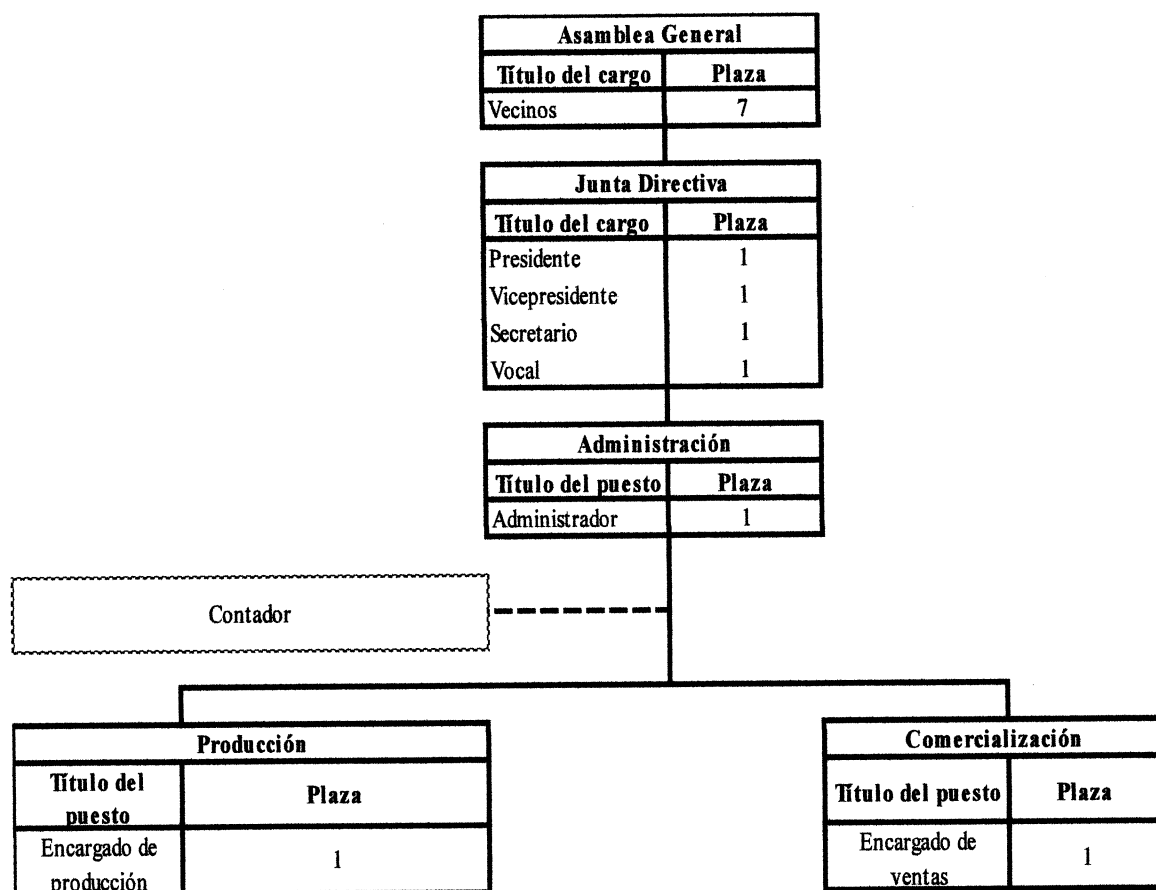 Asamblea General
Título del cargo Plaza
Vecinos 7
Junta Directiva
Título del cargo Plaza
Presidente 1
Vicepresidente 1
Secretario 1
Vocal 1
Administración
Título del puesto Plaza
Administrador 1
Contador
Producción
Título del
puesto
Plaza
Encargado de
producción
1
Comercialización
Título del puesto Plaza
Encargado de
ventas
1